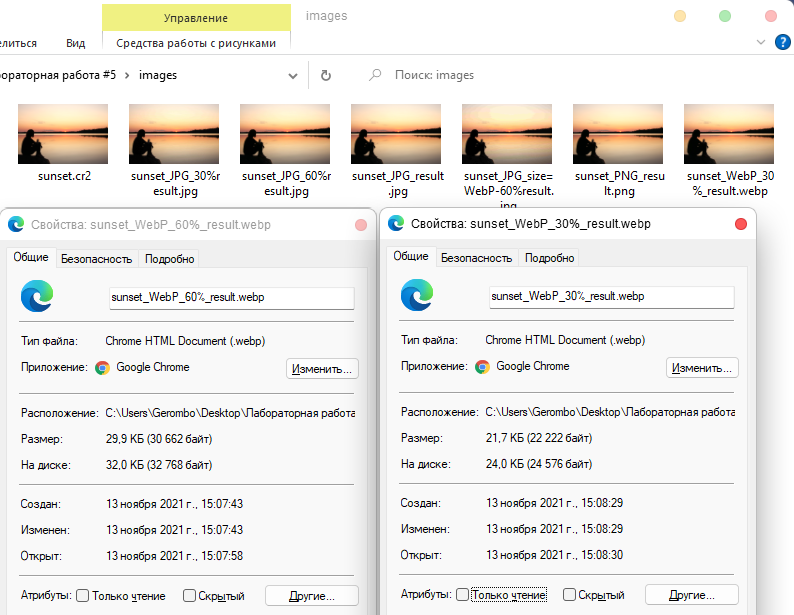 Управление
images
елиться
Вид
Средства работы с рисунками
?
ораторная работа #5 › images
Поиск: images
sunset.cr2
sunset_JPG_30%r
esult.jpg
sunset_JPG_60%r
esult.jpg
sunset_JPG_result
.jpg
sunset_JPG_size=
WebP-60%result.
jpg
sunset_PNG_resu
lt.png
sunset_WebP_30
%_result.webp
Свойства: sunset_WebP_60%_result.webp
Общие
Безопасность
Подробно
sunset_WebP_60%_result.webp
Тип файла:
Chrome HTML Document (.webp)
Приложение:
Google Chrome
Изменить...
Расположение:
C:\Users\Gerombo\Desktop\Лабораторная работа
Размер:
29,9 КБ (30 662 байт)
На диске:
32,0 КБ (32 768 байт)
Создан:
13 ноября 2021 г., 15:07:43
Изменен:
13 ноября 2021 г., 15:07:43
Открыт:
13 ноября 2021 г., 15:07:58
Атрибуты:
Только чтение
Скрытый
Другие...
Свойства: sunset_WebP_30%_result.webp
Общие
Безопасность
Подробно
sunset_WebP_30%_result.webp
Тип файла:
Chrome HTML Document (.webp)
Приложение:
Google Chrome
Изменить...
Расположение:
C:\Users\Gerombo\Desktop\Лабораторная работа
Размер:
21,7 КБ (22 222 байт)
На диске:
24,0 КБ (24 576 байт)
Создан:
13 ноября 2021 г., 15:08:29
Изменен:
13 ноября 2021 г., 15:08:29
Открыт:
13 ноября 2021 г., 15:08:30
Атрибуты:
Только чтение
Скрытый
Другие...